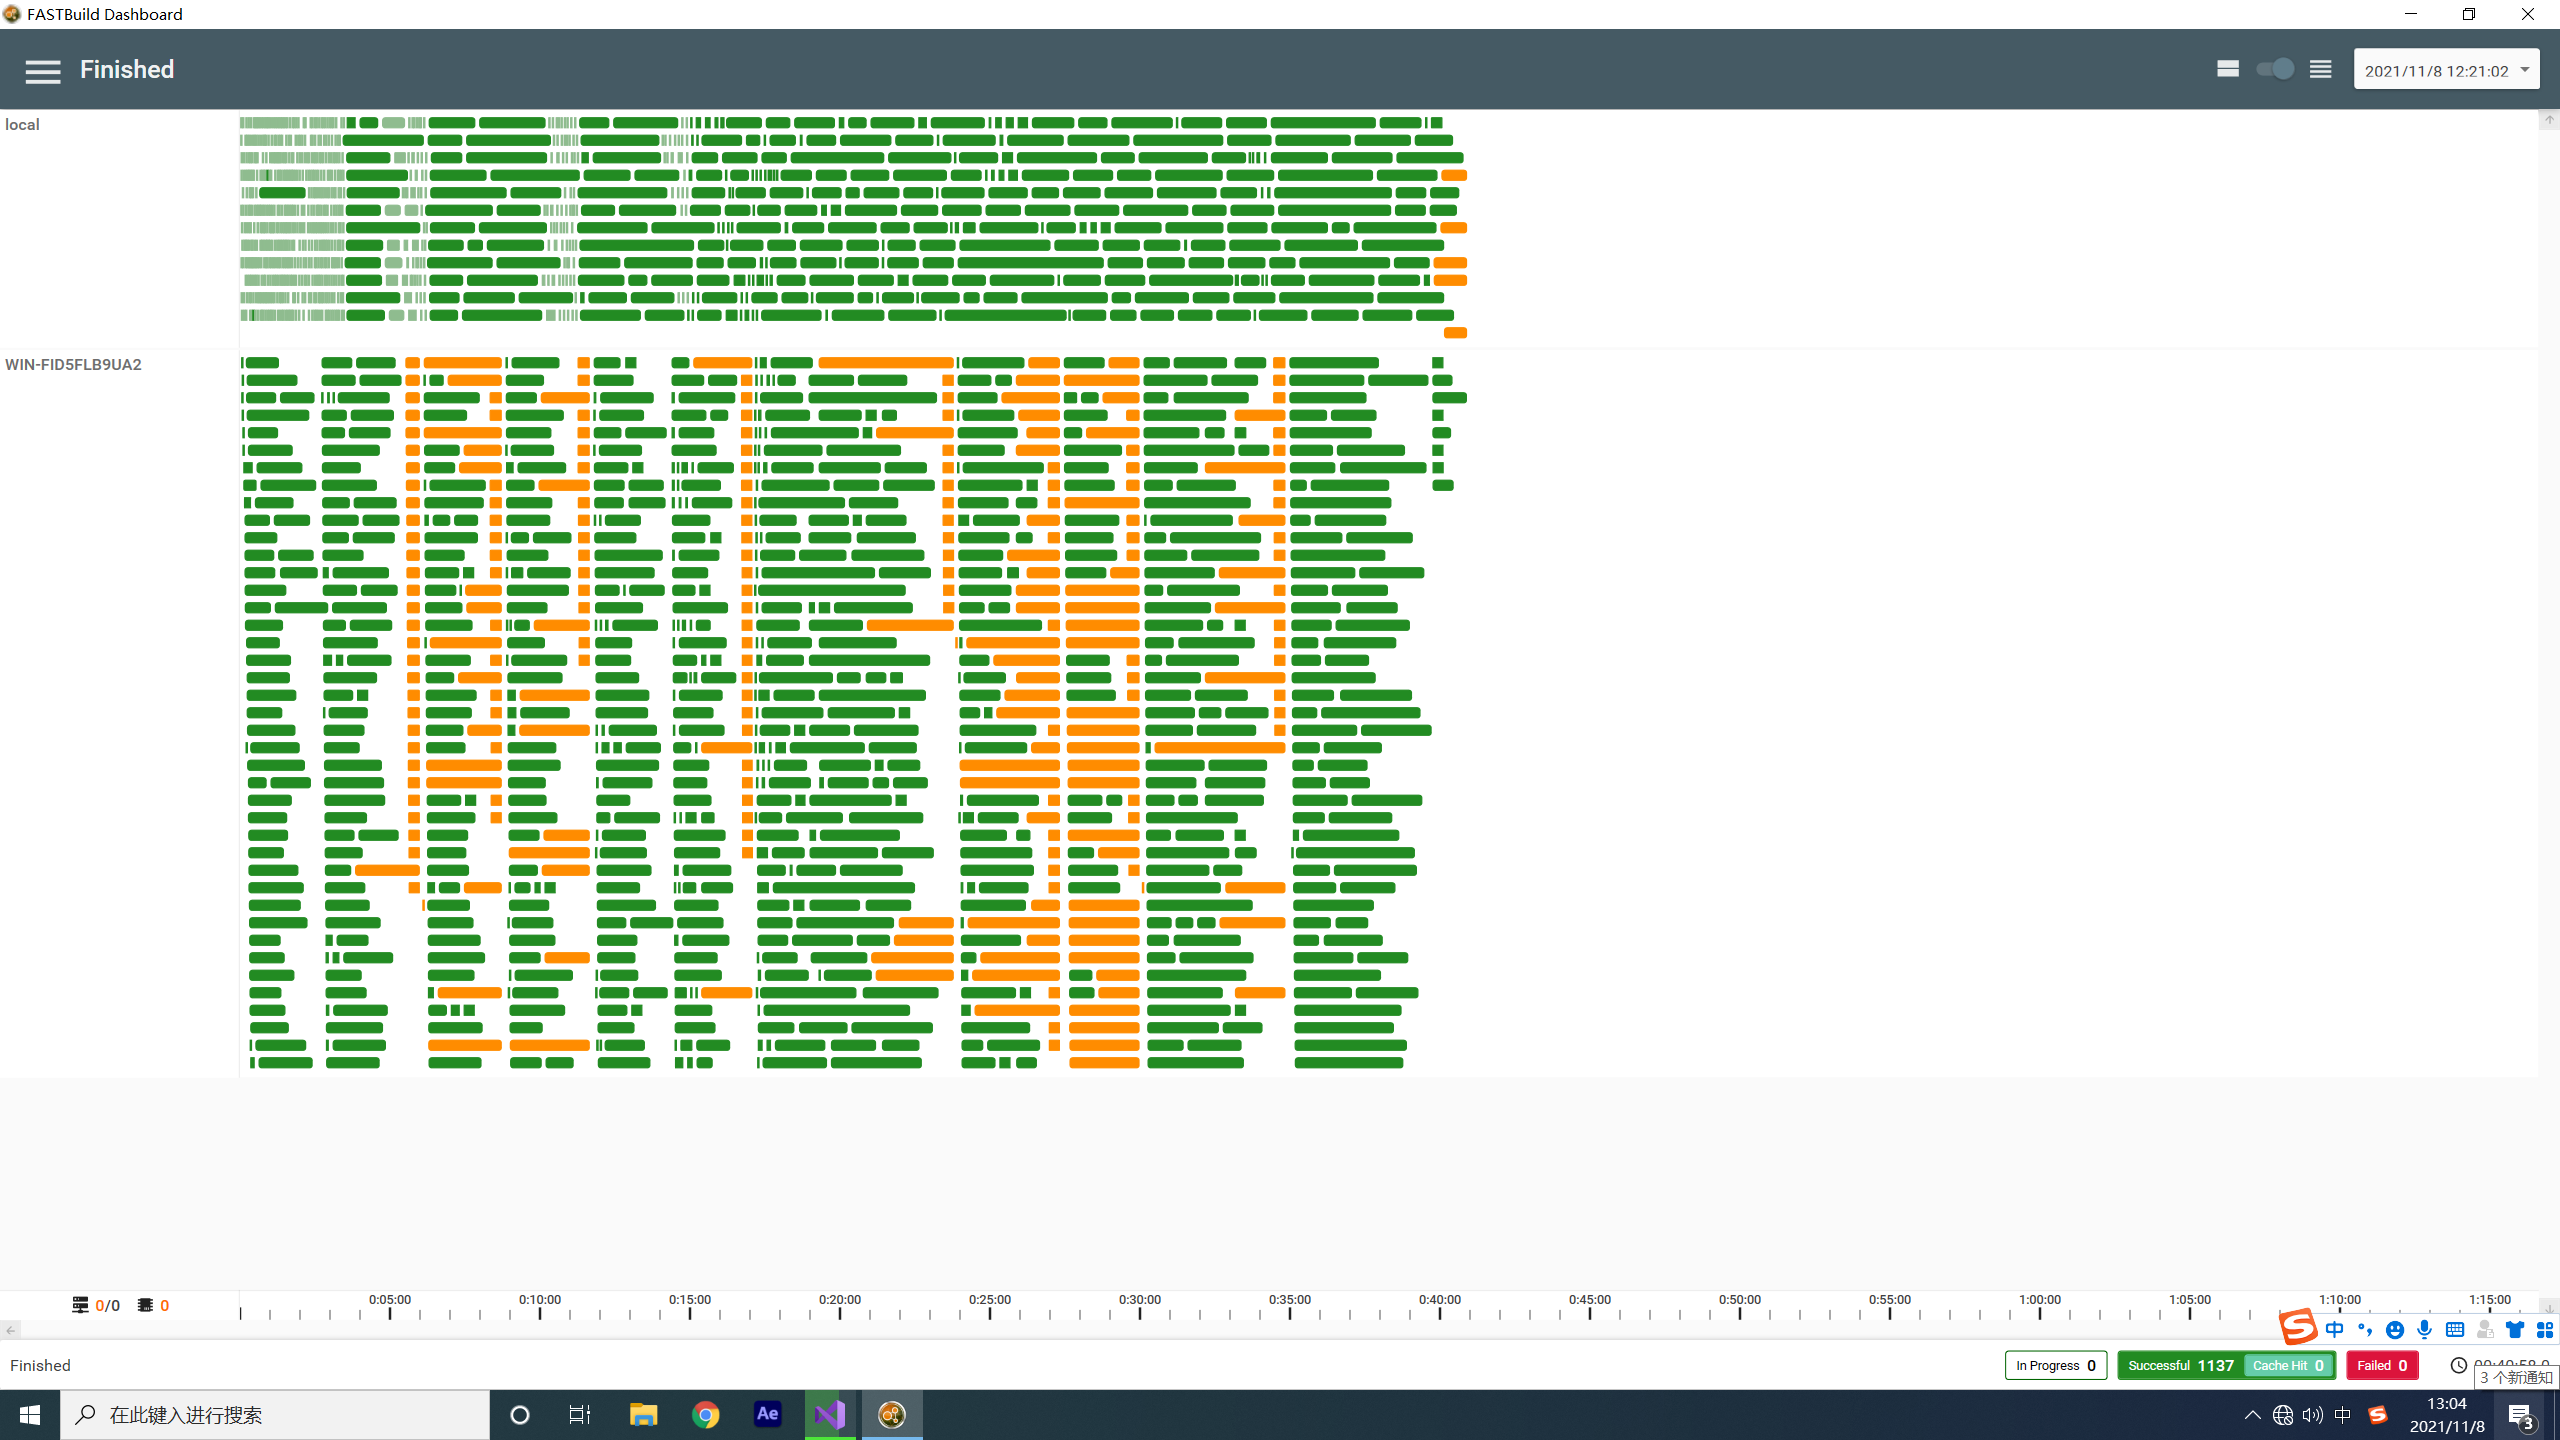 FASTBuild Dashboard
Finished
2021/11/8 12:21:02
local
WIN-FID5FLB9UA2
0/0 0
0:05:00 0:10:00 0:15:00 0:20:00 0:25:00 0:30:00 0:35:00 0:40:00 0:45:00 0:50:00 0:55:00 1:00:00 1:05:00 1:10:00 1:15:00
中
Finished
In Progress 0
Successful 1137 Cache Hit 0
Failed 0
3 个新通知
在此键入进行搜索
Ae
中
13:04
2021/11/8
3